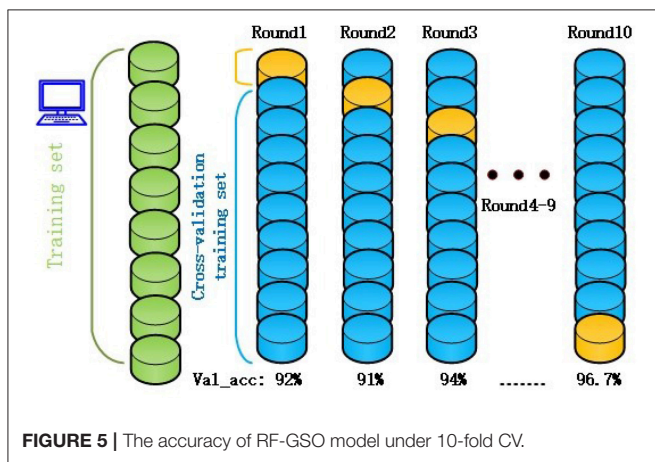 Round1 Round2 Round3 Round10
Training set
Cross-validation
training set
Round4-9
Val_acc: 92% 91% 94% ....... 96.7%
FIGURE 5 | The accuracy of RF-GSO model under 10-fold CV.